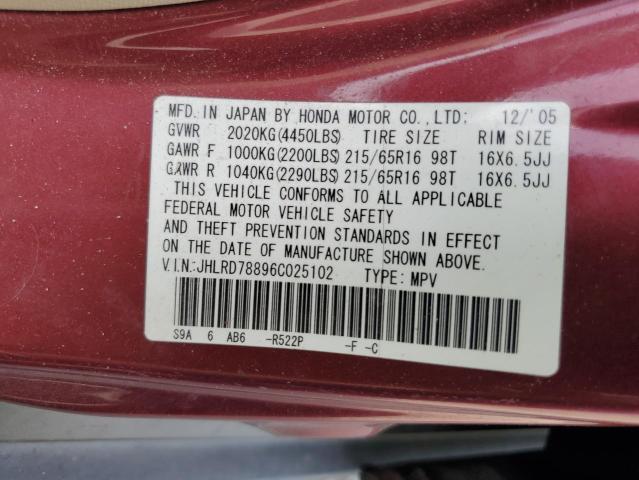 MFD. IN JAPAN BY HONDA MOTOR CO.,LTD: 12/'05
GVWR 2020KG(4450LBS) TIRE SIZE RIM SIZE
GAWR F 1000KG(2200LBS) 215/65R16 98T 16X6.5JJ
GAWR R 1040KG(2290LBS) 215/65R16 98T 16X6.5JJ
THIS VEHICLE CONFORMS TO ALL APPLICABLE
FEDERAL MOTOR VEHICLE SAFETY
AND THEFT PREVENTION STANDARDS IN EFFECT
ON THE DATE OF MANUFACTURE SHOWN ABOVE.
V.I.N:JHLRD78896C025102 TYPE: MPV
S9A 6 AB6 -R522P -F -C